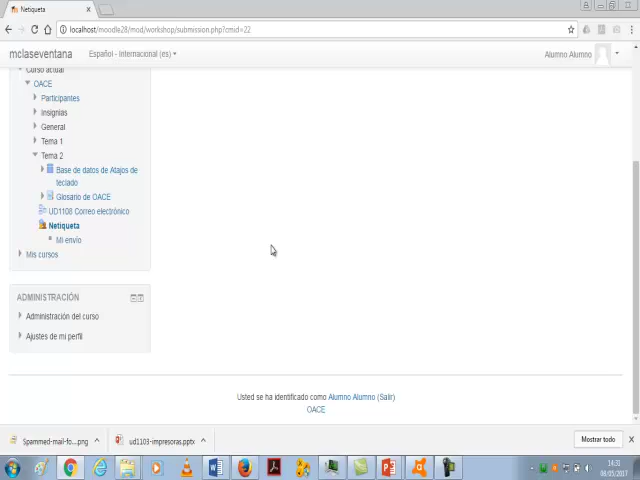 Netiqueta
localhost/moodle28/mod/workshop/submission.php?cmid=22
mclaseventana
Español - Internacional (es)
Alumno Alumno
Curso actual
OACE
Participantes
Insignias
General
Tema 1
Tema 2
Base de datos de Atajos de
teclado
Glosario de OACE
UD1108 Correo electrónico
Netiqueta
Mi envío
Mis cursos
ADMINISTRACIÓN
Administración del curso
Ajustes de mi perfil
Usted se ha identificado como Alumno Alumno (Salir)
OACE
Spammed-mail-fo....png
ud1103-impresoras.pptx
Mostrar todo
14:31
08/05/2017